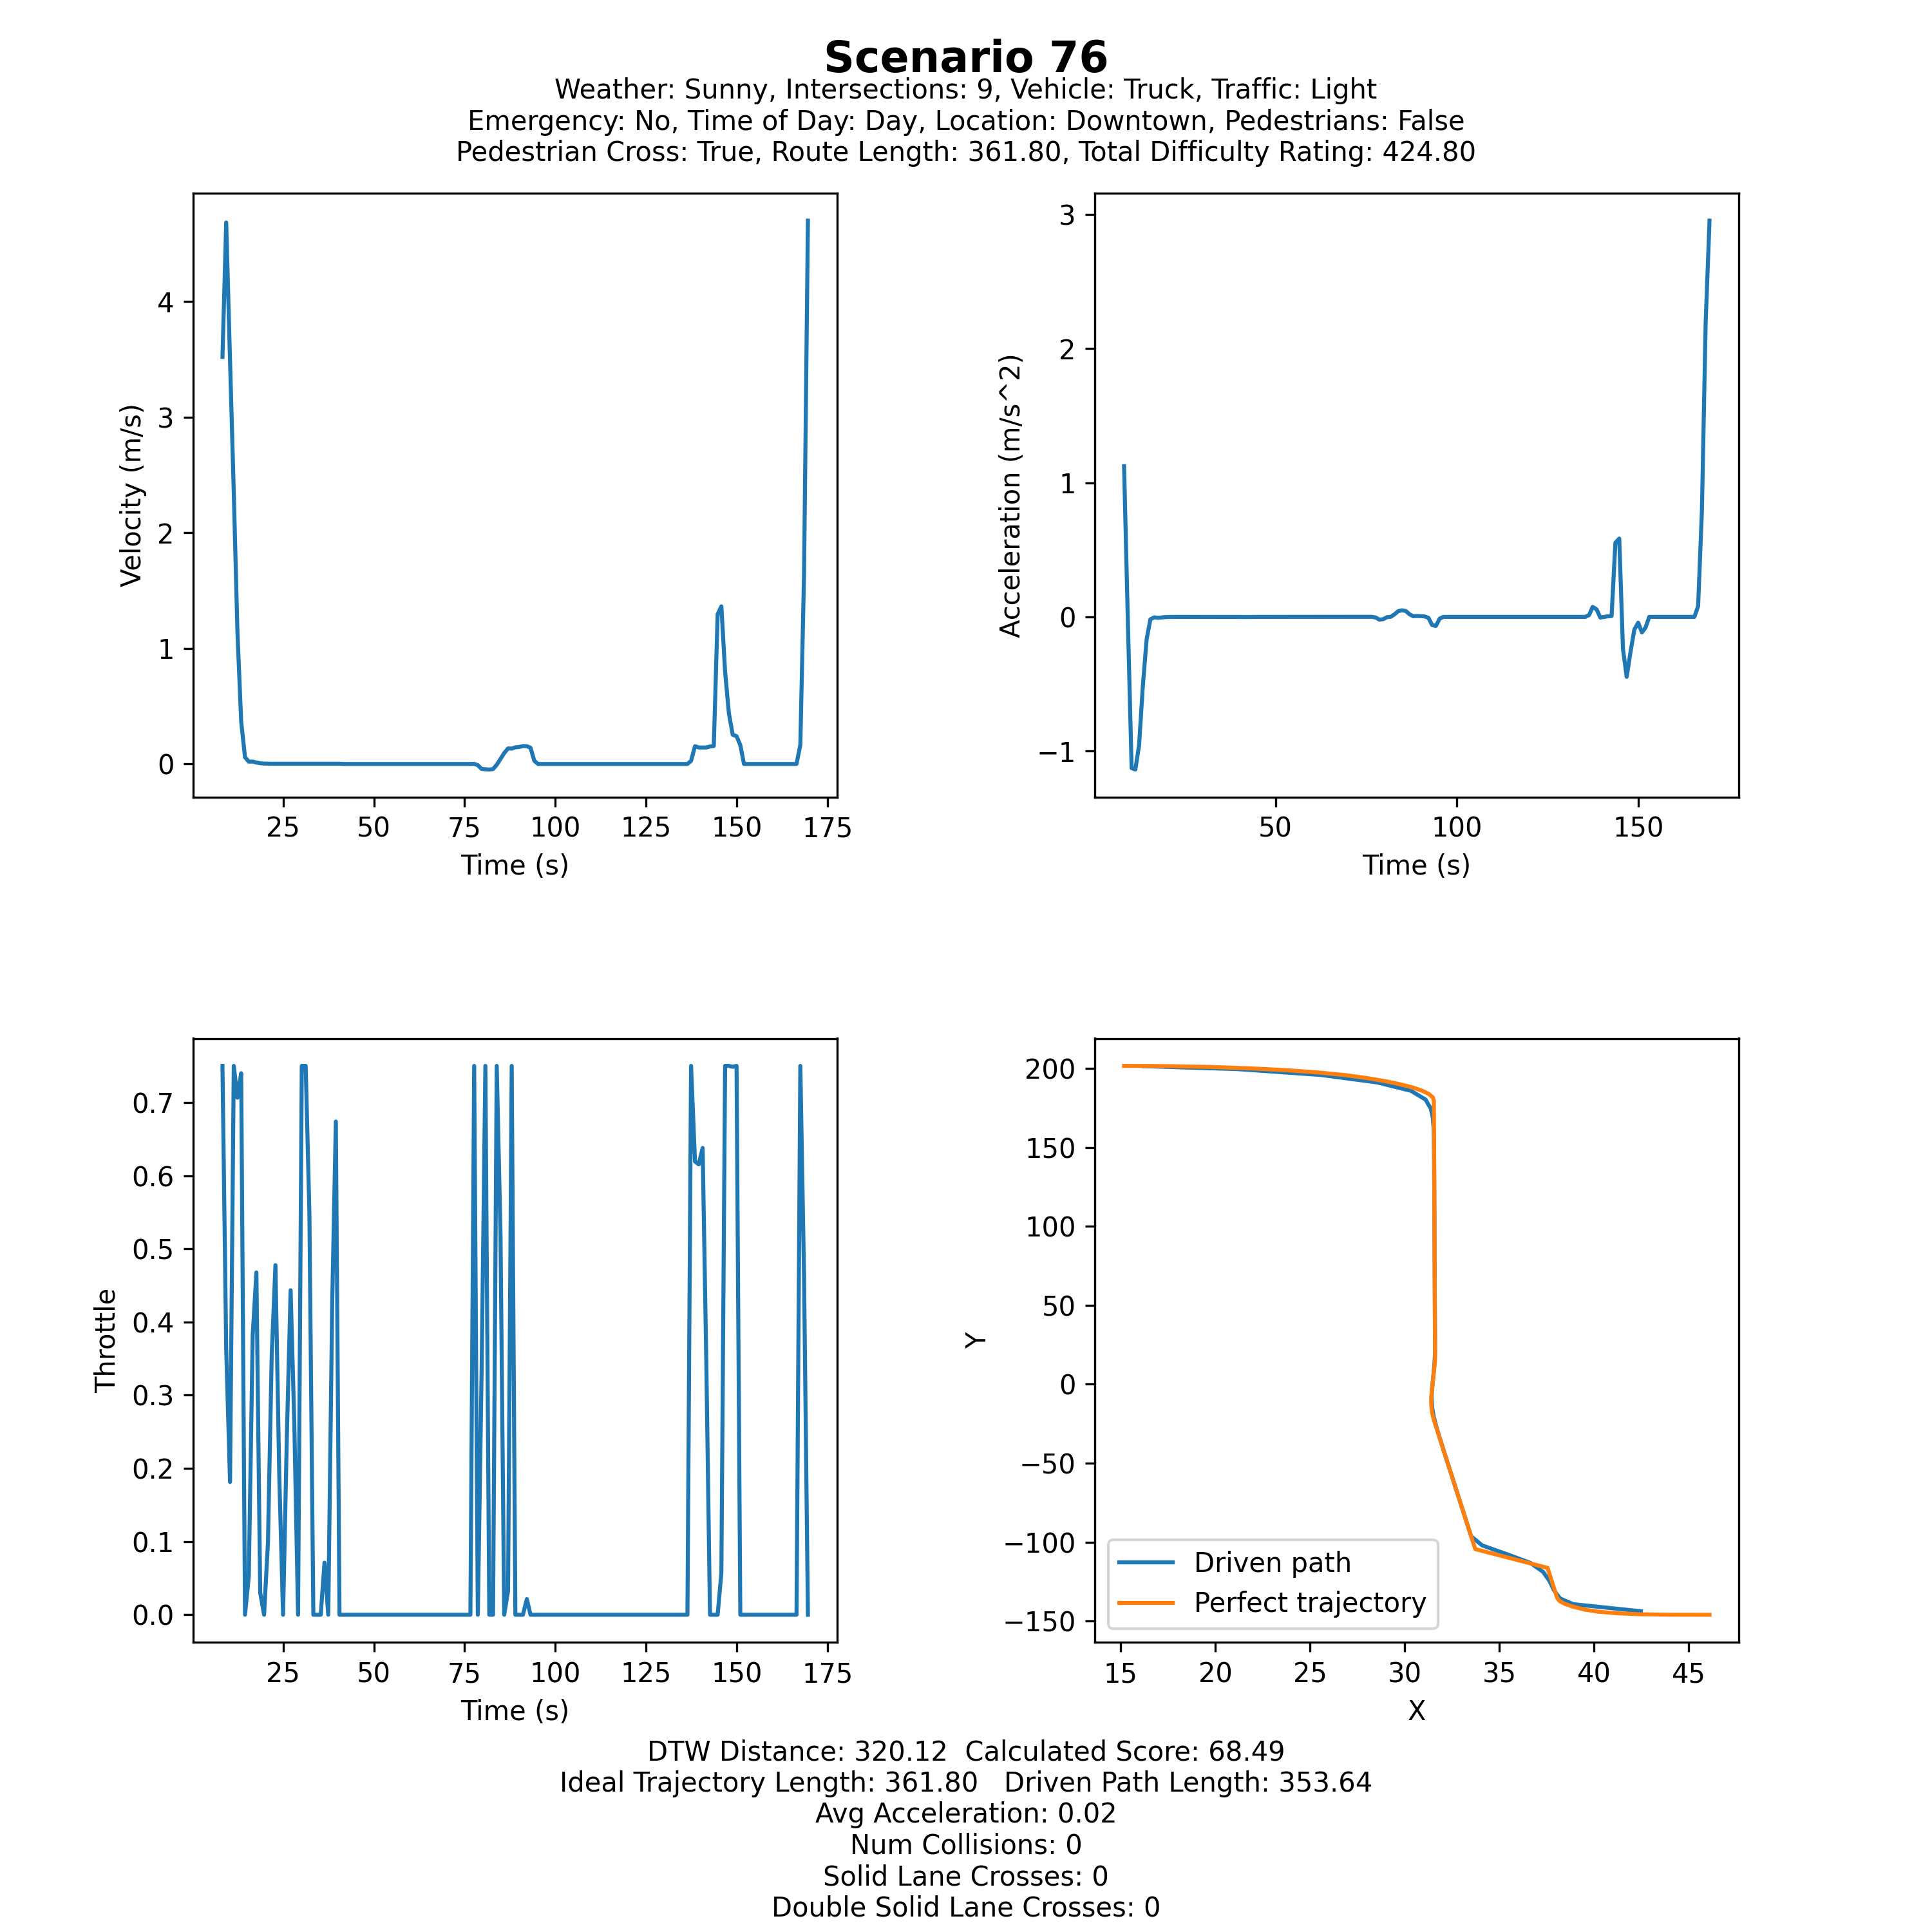 Scenario 76
Weather: Sunny, Intersections: 9, Vehicle: Truck, Traffic: Light
Emergency: No, Time of Day: Day, Location: Downtown, Pedestrians: False
Pedestrian Cross: True, Route Length: 361.80, Total Difficulty Rating: 424.80
4
3
2
1
0
Velocity (m/s)
25 50 75 100 125 150 175
Time (s)
3
2
1
0
−1
Acceleration (m/s^2)
50 100 150
Time (s)
0.7
0.6
0.5
0.4
0.3
0.2
0.1
0.0
Throttle
25 50 75 100 125 150 175
Time (s)
200
150
100
50
0
−50
−100
−150
Y
Driven path
Perfect trajectory
15 20 25 30 35 40 45
X
DTW Distance: 320.12  Calculated Score: 68.49
Ideal Trajectory Length: 361.80   Driven Path Length: 353.64
Avg Acceleration: 0.02
Num Collisions: 0
Solid Lane Crosses: 0
Double Solid Lane Crosses: 0